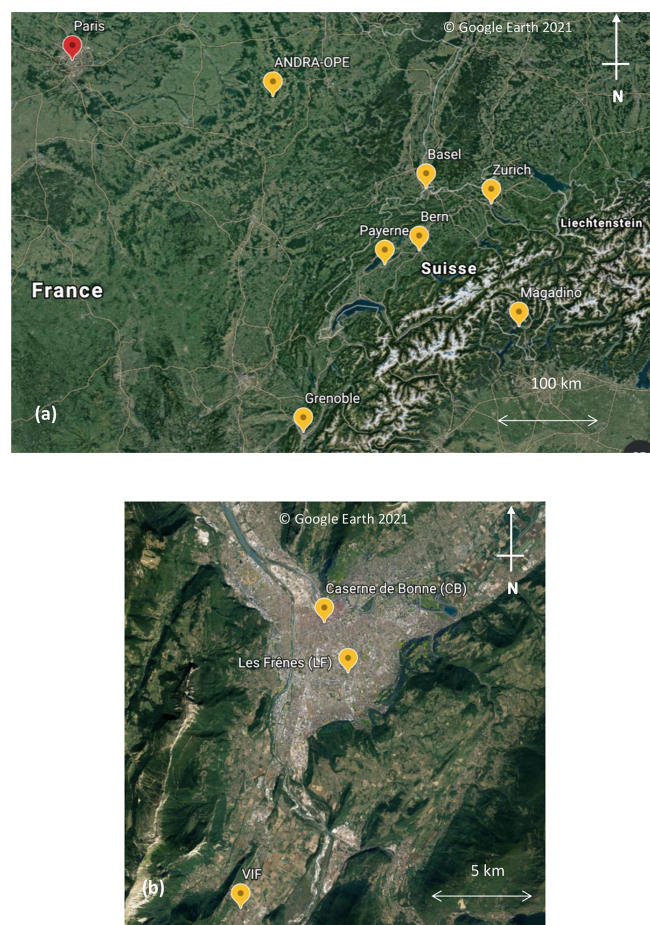 Paris
© Google Earth 2021
ANDRA-OPE
N
Basel
Zurich
Liechtenstein
Bern
Payerne
Suisse
France
Magadino
100 km
Grenoble
(a)
© Google Earth 2021
N
Caserne de Bonne (CB)
Les Frênes (LF)
5 km
VIF
(b)